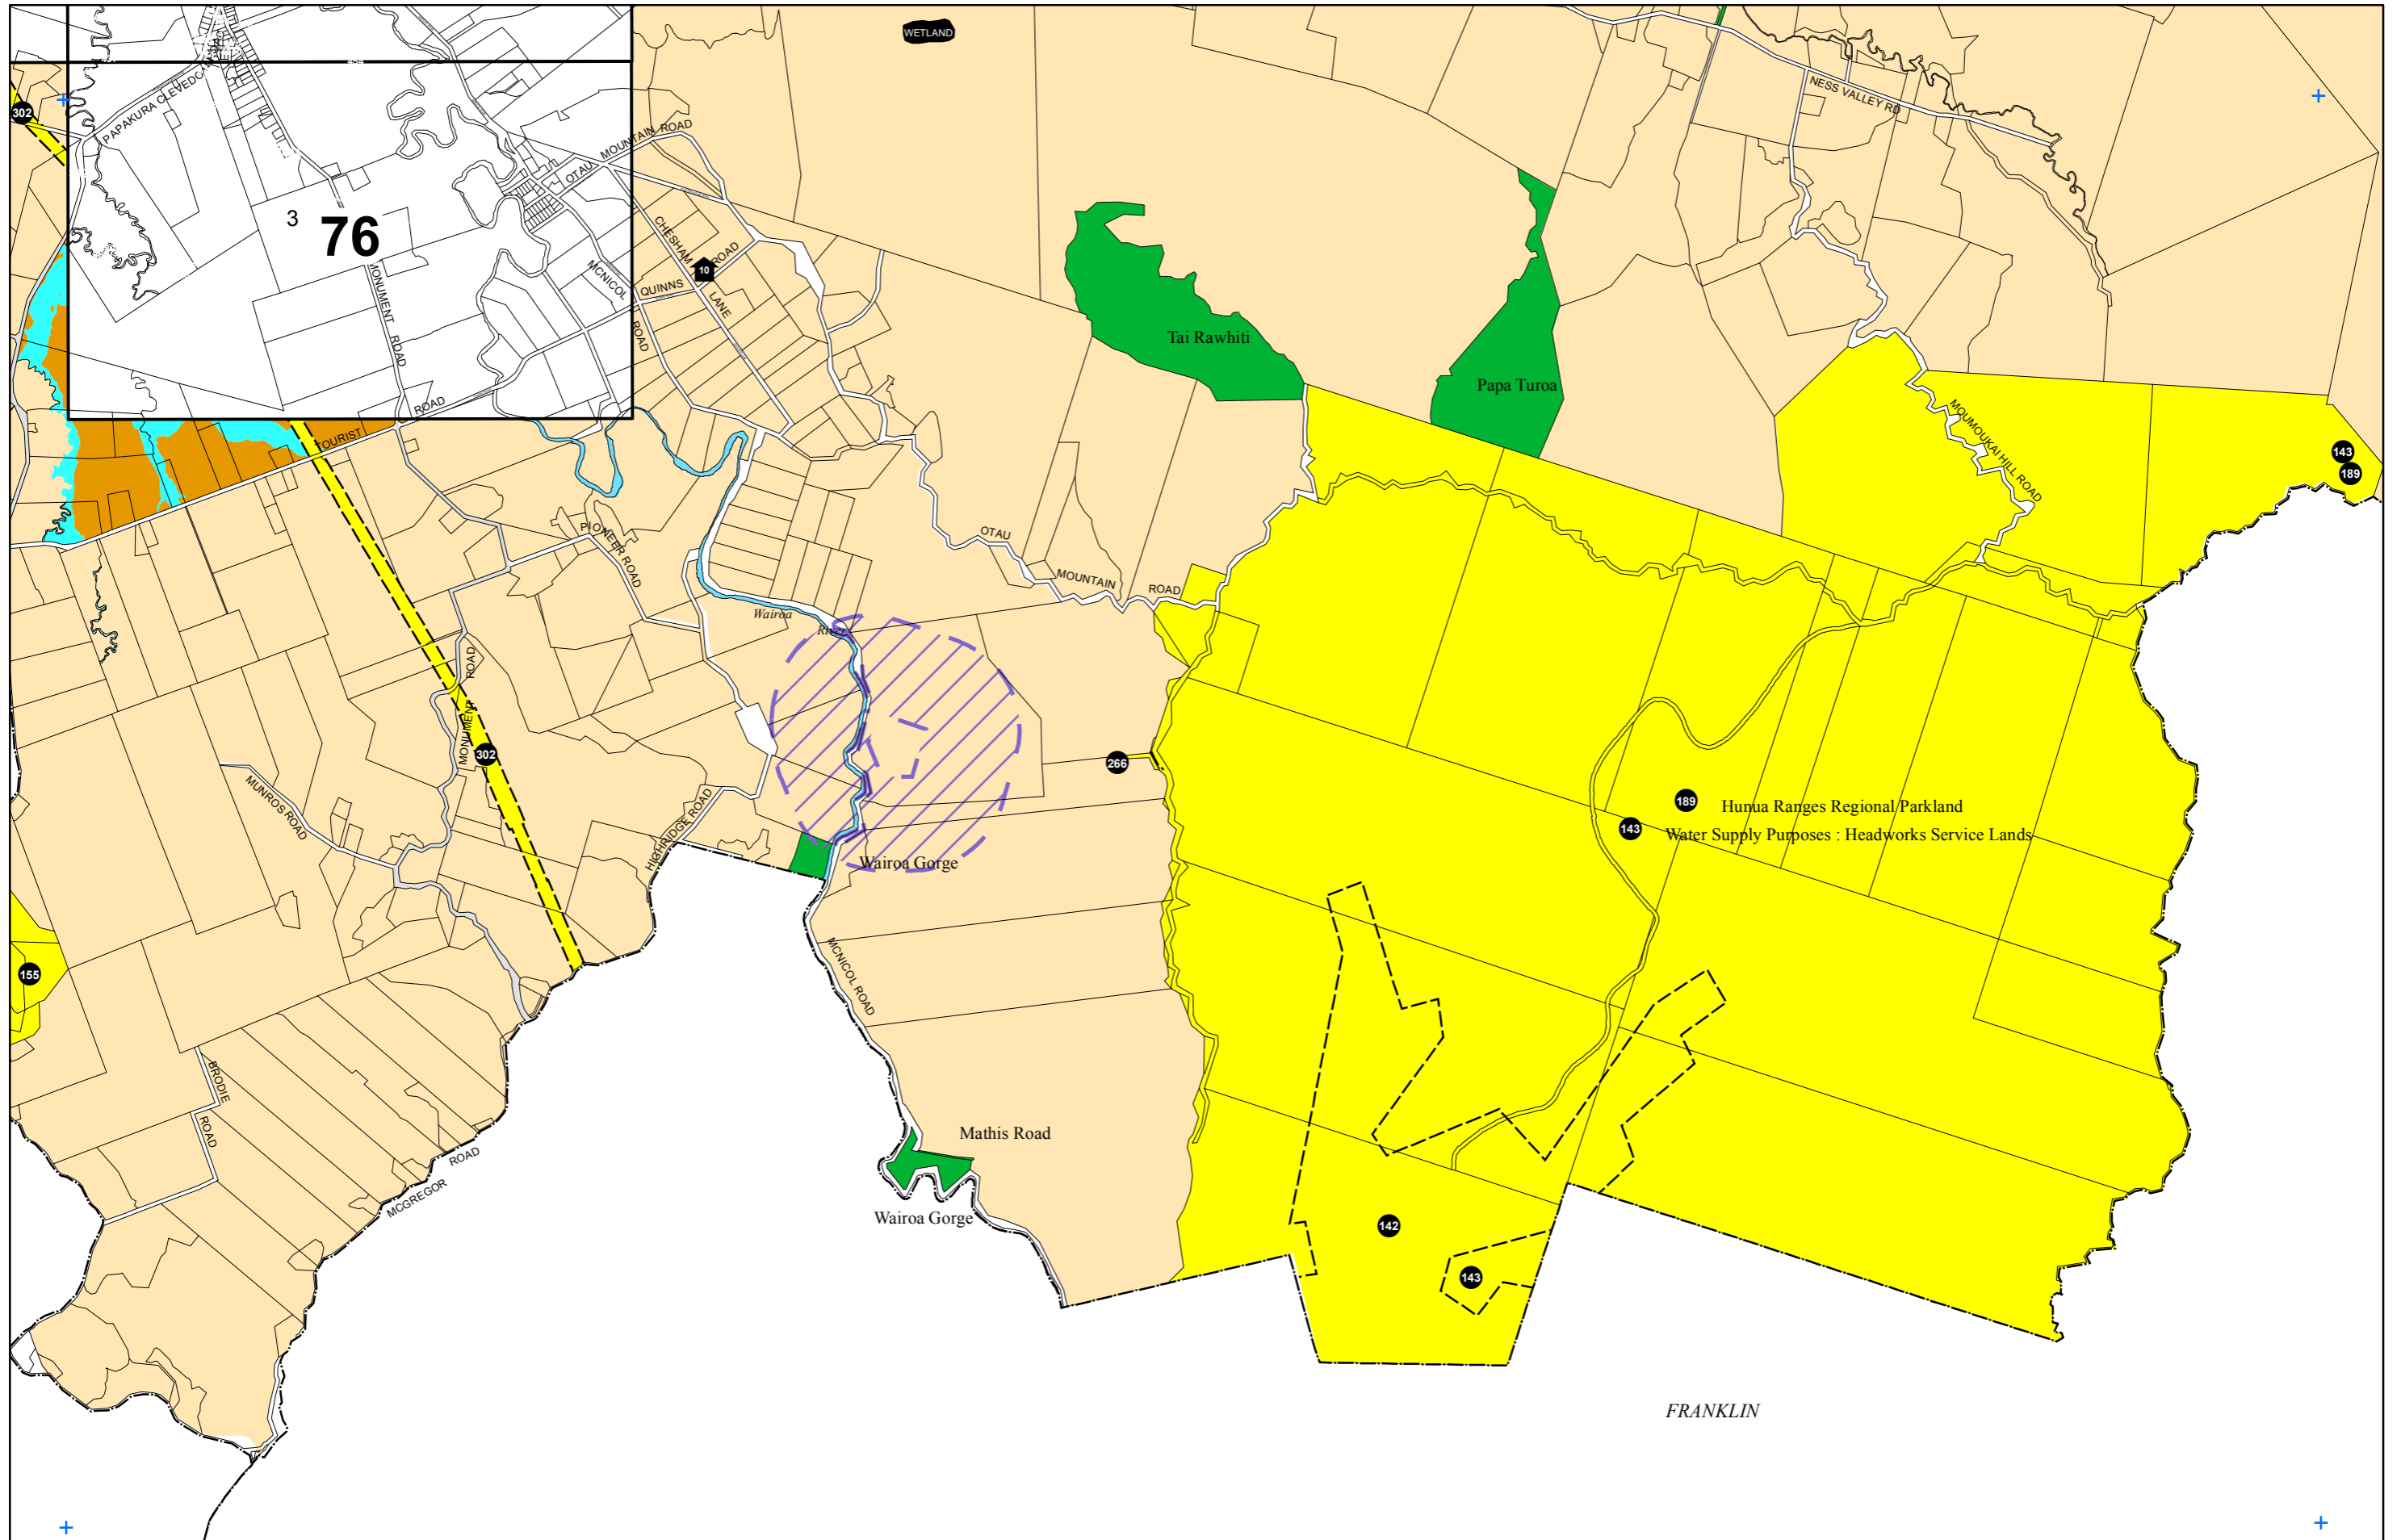 WETLAND
302
PAPAKURA CLEVEDON
OTAU MOUNTAIN ROAD
NESS VALLEY RD
3 76
CHESHAM
LANE
10
QUINNS ROAD
MCNICOL
ROAD
MONUMENT ROAD
Tai Rawhiti
Papa Turoa
TOURIST ROAD
MOUMOUKAI HILL ROAD
143
189
PIONEER ROAD
OTAU
MOUNTAIN ROAD
Wairoa
River
MONUMENT ROAD
302
266
MUNROS ROAD
HIGHRIDGE ROAD
189
Hunua Ranges Regional Parkland
143
Water Supply Purposes : Headworks Service Lands
Wairoa Gorge
155
MCNICOL ROAD
BRODIE
ROAD
Mathis Road
MCGREGOR ROAD
Wairoa Gorge
142
143
FRANKLIN